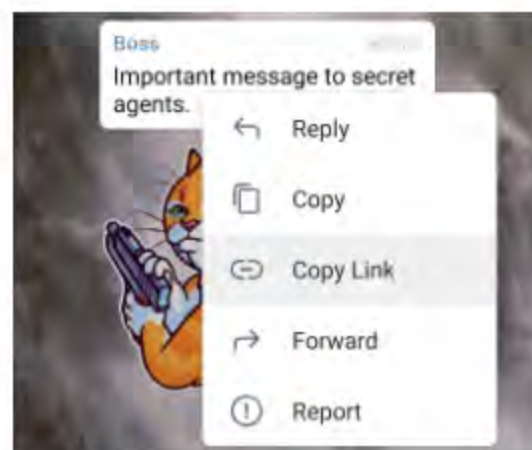 Boss
Important message to secret
agents.
Reply
Copy
Copy Link
Forward
Report